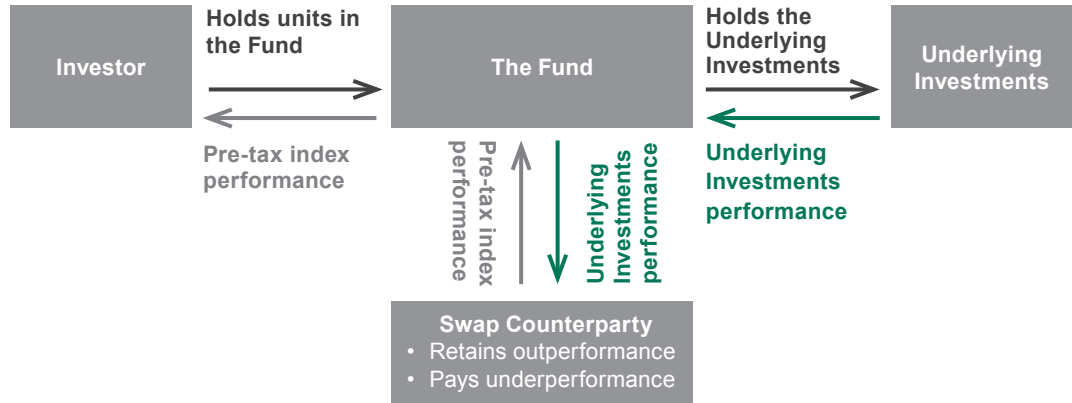 Investor
Holds units in
the Fund
Pre-tax index
performance
The Fund
Holds the
Underlying
Investments
Underlying
Investments
performance
Underlying
Investments
Pre-tax index
performance
Underlying
Investments
performance
Swap Counterparty
• Retains outperformance
• Pays underperformance